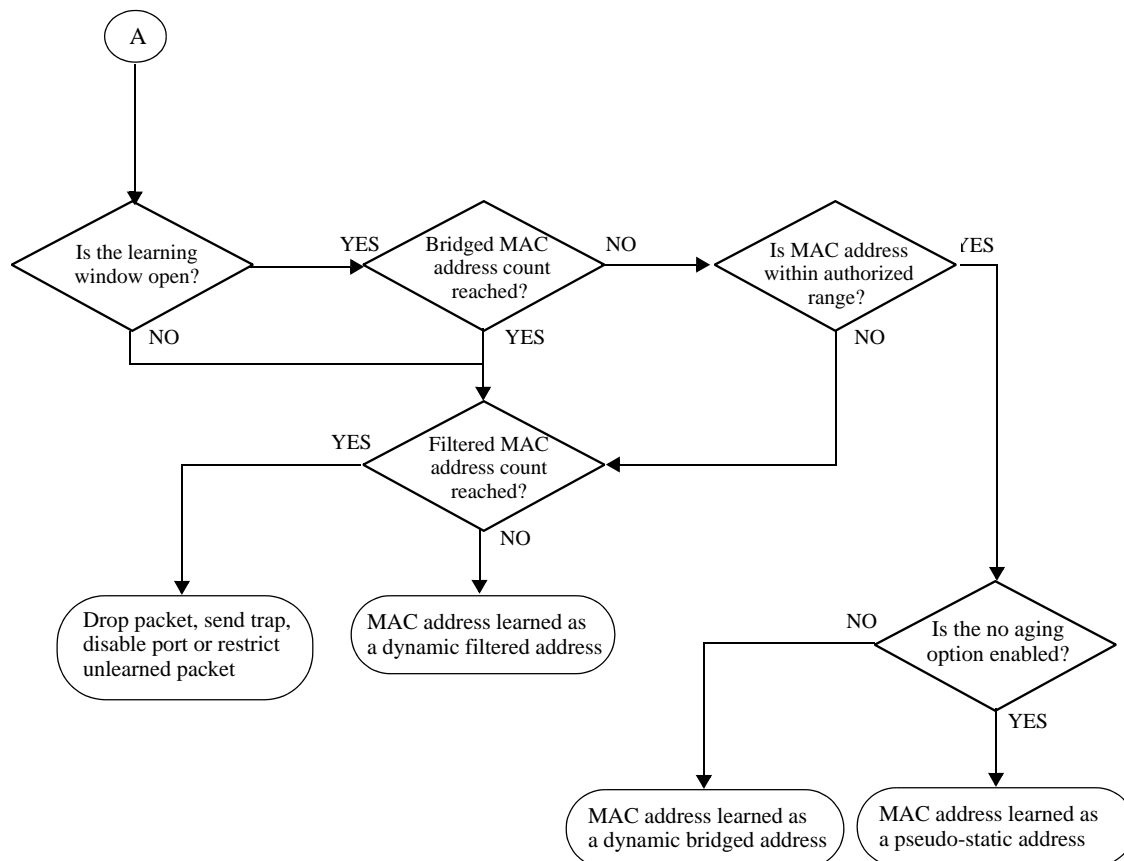 A
Is the learning
window open?
YES
Bridged MAC
address count
reached?
NO
Is MAC address
within authorized
range?
YES
NO
YES
NO
YES
Filtered MAC
address count
reached?
NO
Drop packet, send trap,
disable port or restrict
unlearned packet
MAC address learned as
a dynamic filtered address
NO
Is the no aging
option enabled?
YES
MAC address learned as
a dynamic bridged address
MAC address learned as
a pseudo-static address